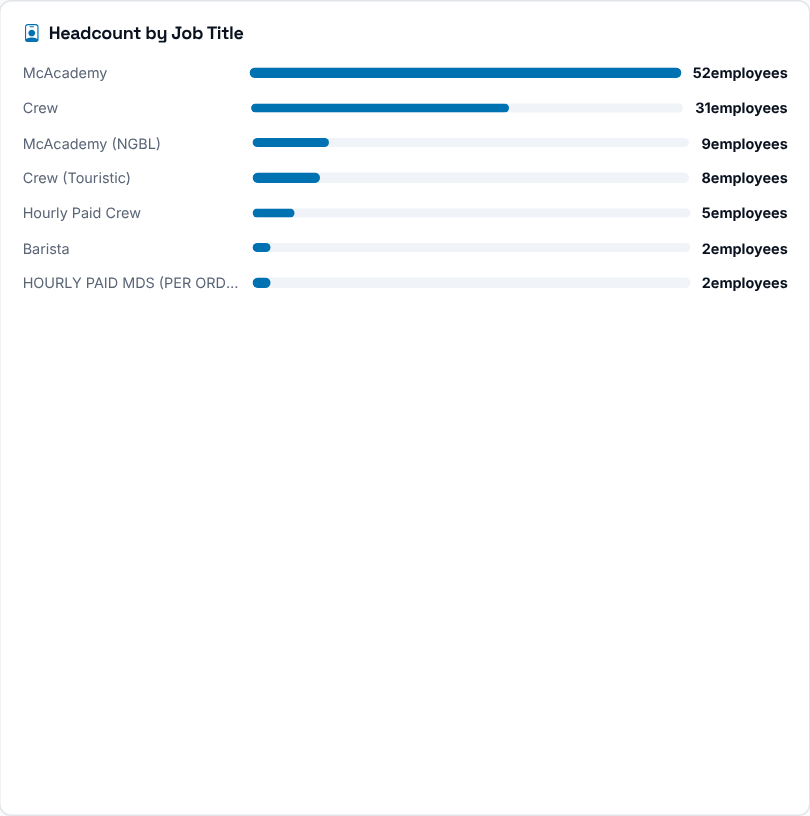 Headcount by Job Title
McAcademy 52employees
Crew 31employees
McAcademy (NGBL) 9employees
Crew (Touristic) 8employees
Hourly Paid Crew 5employees
Barista 2employees
HOURLY PAID MDS (PER ORD... 2employees